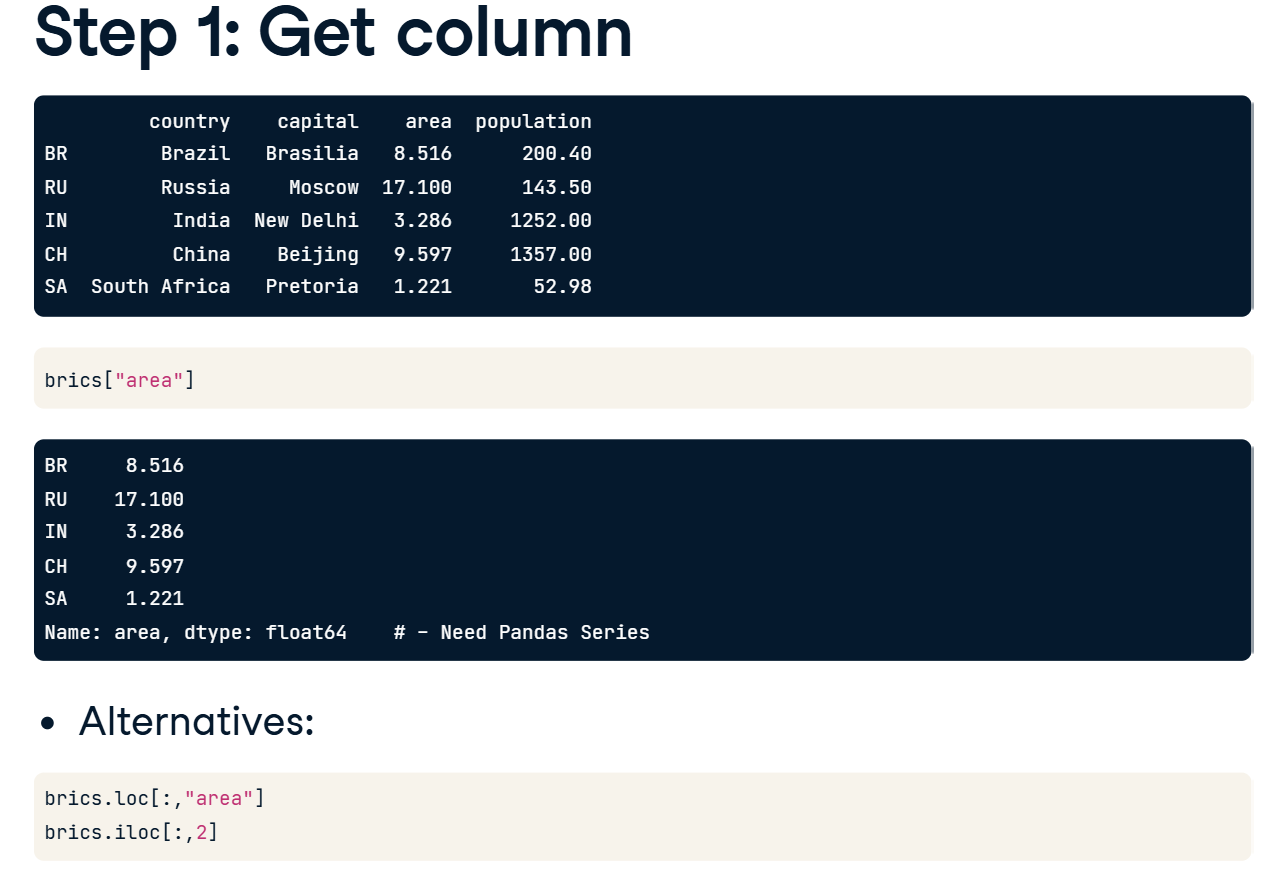 Step 1: Get column
         country    capital    area  population
BR        Brazil   Brasilia   8.516      200.40
RU        Russia     Moscow  17.100      143.50
IN         India  New Delhi   3.286     1252.00
CH         China    Beijing   9.597     1357.00
SA  South Africa   Pretoria   1.221       52.98
brics["area"]
BR     8.516
RU    17.100
IN     3.286
CH     9.597
SA     1.221
Name: area, dtype: float64    # - Need Pandas Series
• Alternatives:
brics.loc[:,"area"]
brics.iloc[:,2]